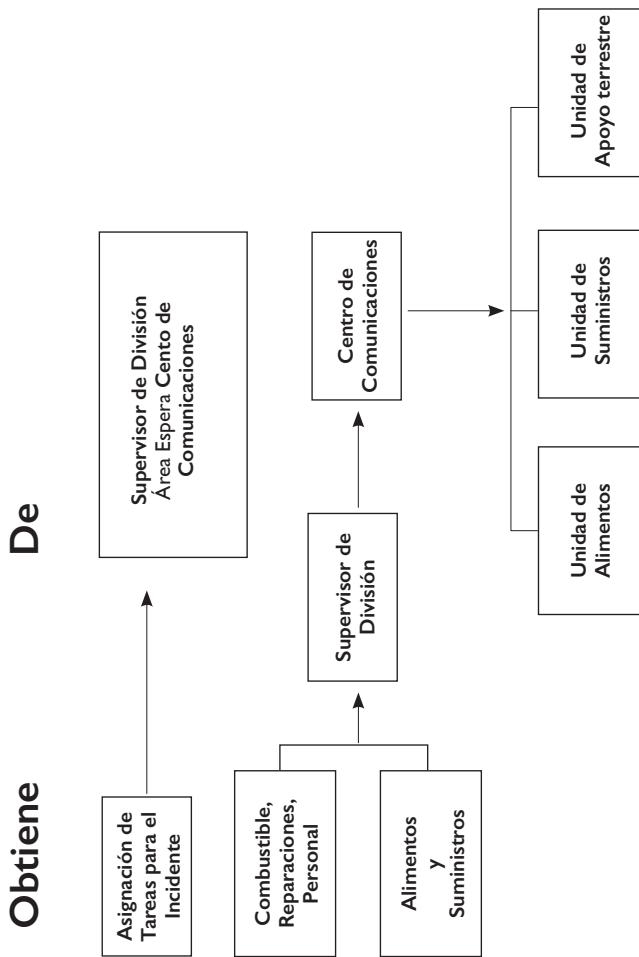 Obtiene
De
Asignación de
Tareas para el
Incidente
Supervisor de División
Área Espera Cento de
Comunicaciones
Combustible,
Reparaciones,
Personal
Alimentos
y
Suministros
Supervisor de
División
Centro de
Comunicaciones
Unidad de
Alimentos
Unidad de
Suministros
Unidad de
Apoyo terrestre